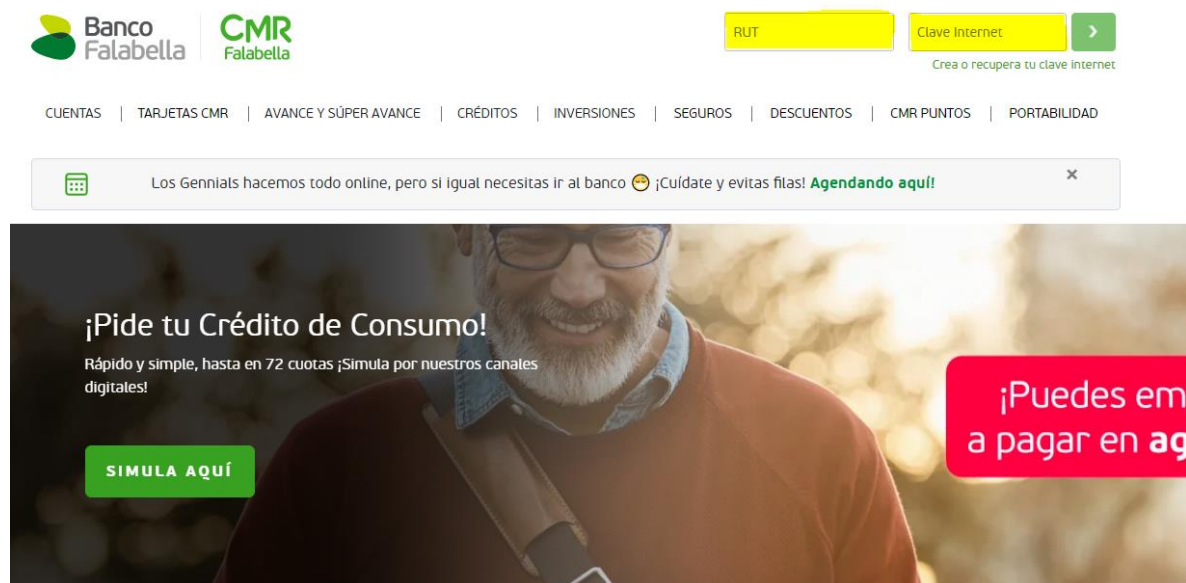 Banco
Falabella
CMR
Falabella
RUT
Clave Internet
Crea o recupera tu clave internet
CUENTAS | TARJETAS CMR | AVANCE Y SÚPER AVANCE | CRÉDITOS | INVERSIONES | SEGUROS | DESCUENTOS | CMR PUNTOS | PORTABILIDAD
Los Gennials hacemos todo online, pero si igual necesitas ir al banco 😷 ¡Cuídate y evitas filas! Agendando aquí!
¡Pide tu Crédito de Consumo!
Rápido y simple, hasta en 72 cuotas ¡Simula por nuestros canales
digitales!
SIMULA AQUÍ
¡Puedes em
a pagar en ag